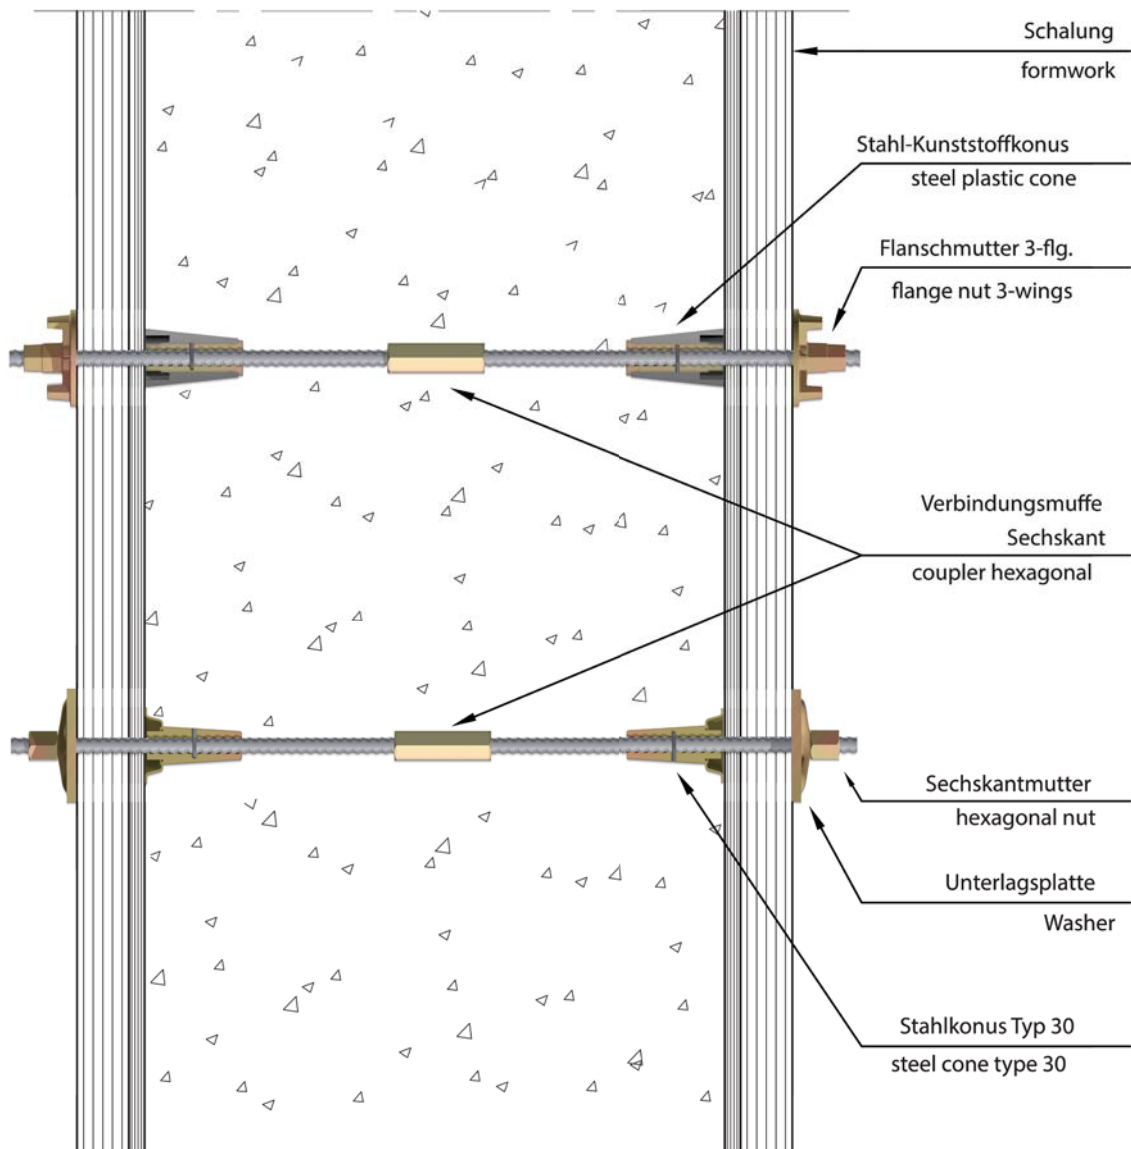 Schalung
formwork
Stahl-Kunststoffkonus
steel plastic cone
Flanschmutter 3-flg.
flange nut 3-wings
Verbindungsmuffe
Sechskant
coupler hexagonal
Sechskantmutter
hexagonal nut
Unterlagsplatte
Washer
Stahlkonus Typ 30
steel cone type 30